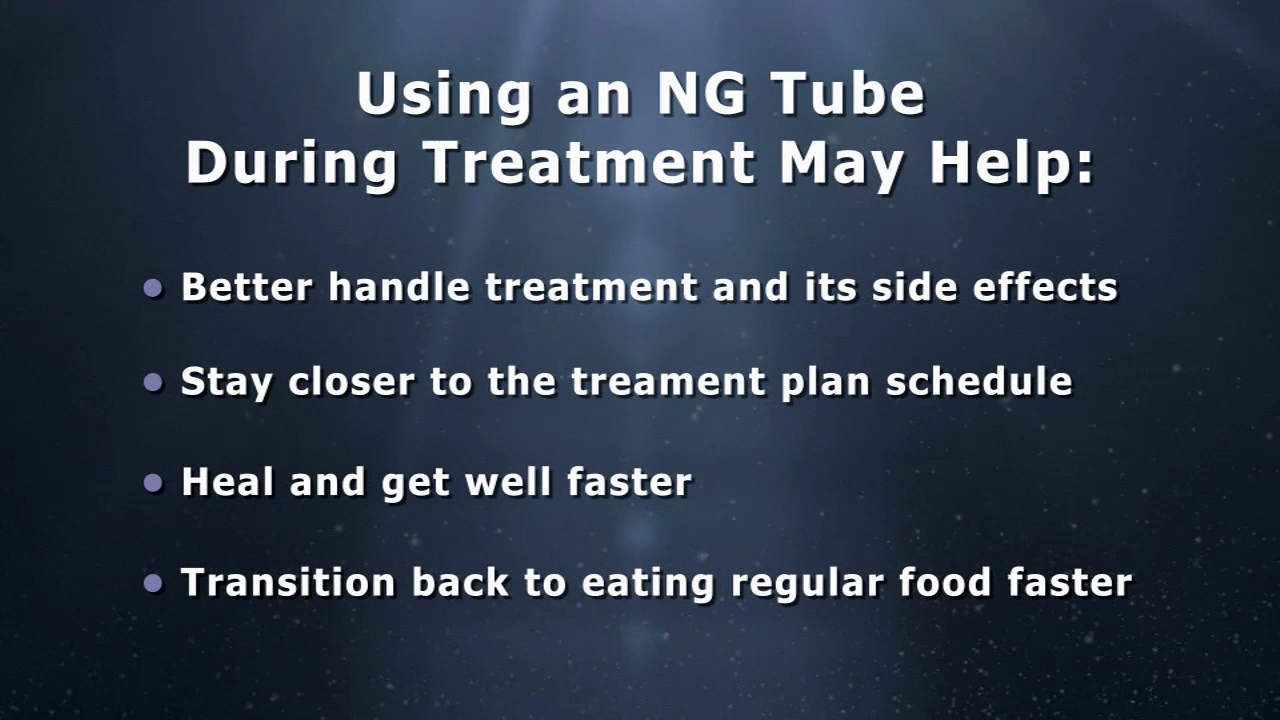 Using an NG Tube
During Treatment May Help:
• Better handle treatment and its side effects
• Stay closer to the treament plan schedule
• Heal and get well faster
• Transition back to eating regular food faster